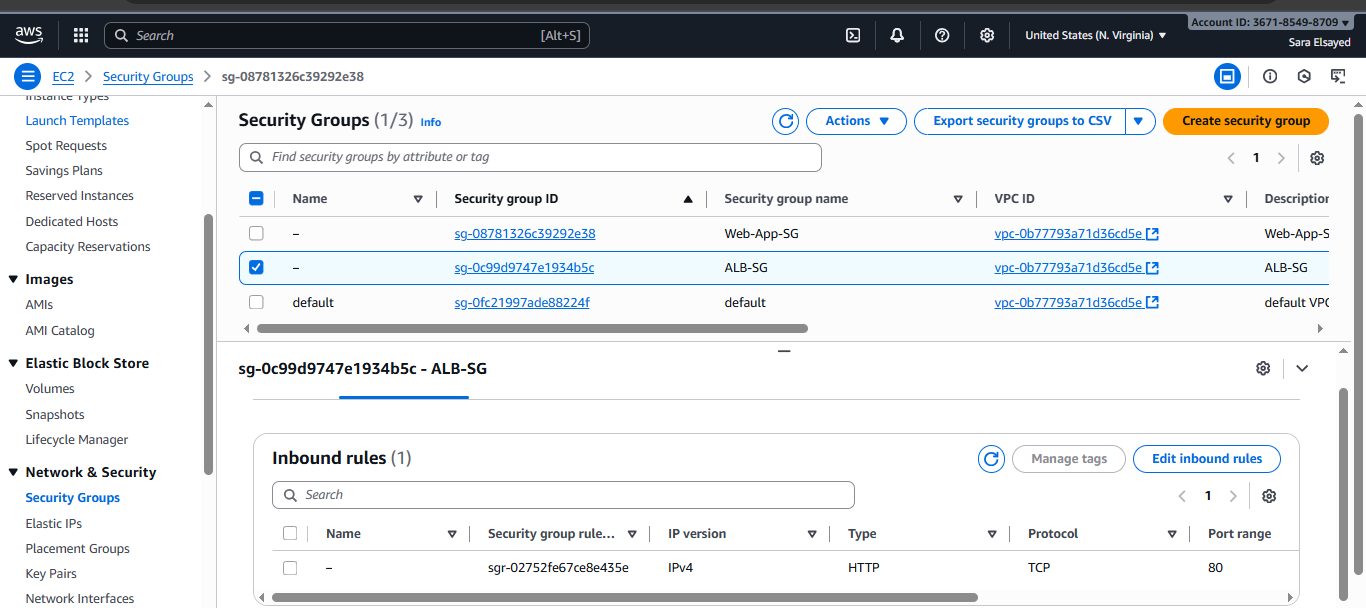 aws
Search [Alt+S]
United States (N. Virginia)
Account ID: 3671-8549-8709
Sara Elsayed
EC2 Security Groups sg-08781326c39292e38
Instance Types
Launch Templates
Spot Requests
Savings Plans
Reserved Instances
Dedicated Hosts
Capacity Reservations
Images
AMIs
AMI Catalog
Elastic Block Store
Volumes
Snapshots
Lifecycle Manager
Network & Security
Security Groups
Elastic IPs
Placement Groups
Key Pairs
Network Interfaces
Security Groups (1/3) Info
Actions
Export security groups to CSV
Create security group
Find security groups by attribute or tag
1
Name Security group ID Security group name VPC ID Description
– sg-08781326c39292e38 Web-App-SG vpc-0b77793a71d36cd5e Web-App-S
– sg-0c99d9747e1934b5c ALB-SG vpc-0b77793a71d36cd5e ALB-SG
default sg-0fc21997ade88224f default vpc-0b77793a71d36cd5e default VPC
sg-0c99d9747e1934b5c - ALB-SG
Inbound rules (1)
Manage tags
Edit inbound rules
Search
1
Name Security group rule... IP version Type Protocol Port range
– sgr-02752fe67ce8e435e IPv4 HTTP TCP 80